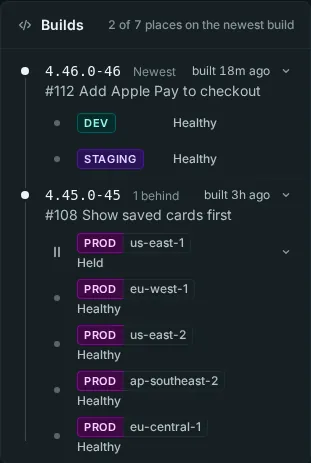 Builds 2 of 7 places on the newest build
4.46.0-46 Newest built 18m ago
#112 Add Apple Pay to checkout
DEV Healthy
STAGING Healthy
4.45.0-45 1 behind built 3h ago
#108 Show saved cards first
PROD us-east-1
Held
PROD eu-west-1
Healthy
PROD us-east-2
Healthy
PROD ap-southeast-2
Healthy
PROD eu-central-1
Healthy